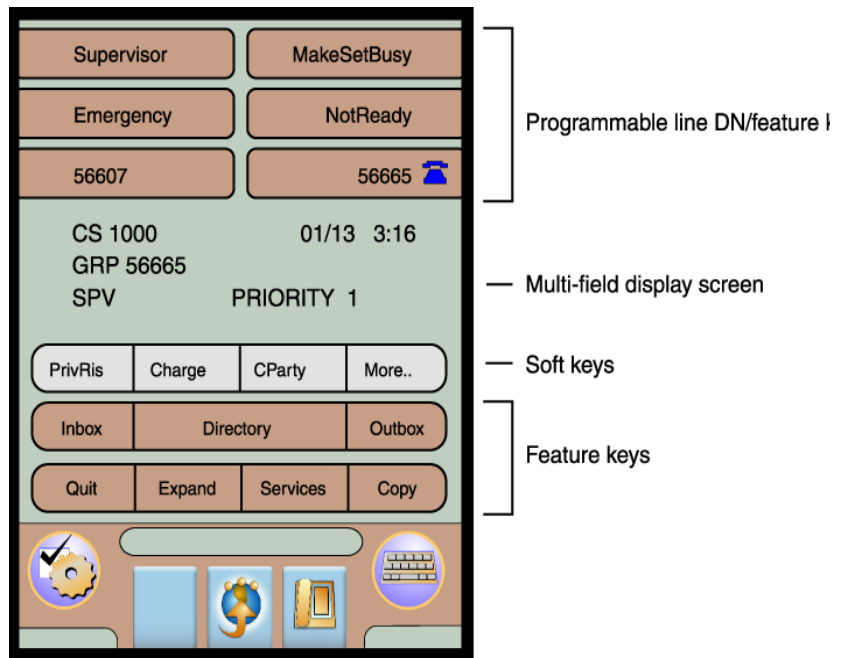 Supervisor MakeSetBusy
Emergency NotReady
Programmable line DN/feature
56607 56665
CS 1000 01/13 3:16
GRP 56665
Multi-field display screen
SPV PRIORITY 1
PrivRis Charge CParty More..
Soft keys
Inbox Directory Outbox
Feature keys
Quit Expand Services Copy